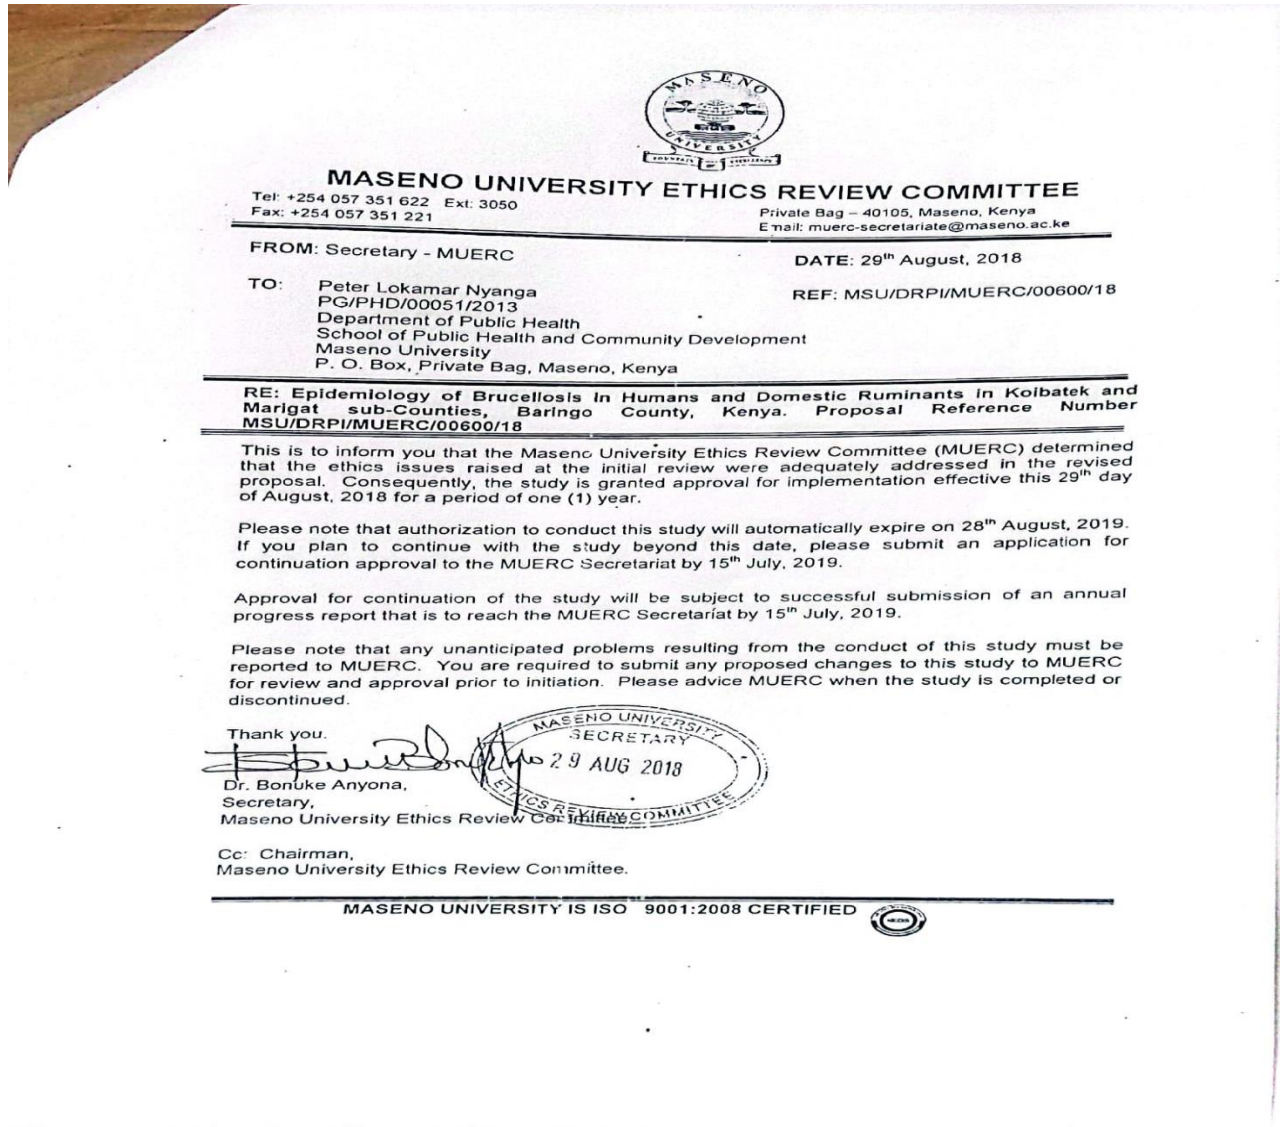 MASENO
UNIVERSITY
FOUNTAIN OF EXCELLENCE
MASENO UNIVERSITY ETHICS REVIEW COMMITTEE
Tel: +254 057 351 622 Ext: 3050
Fax: +254 057 351 221
Private Bag – 40105, Maseno, Kenya
Email: muerc-secretariate@maseno.ac.ke
FROM: Secretary - MUERC
DATE: 29th August, 2018
TO: Peter Lokamar Nyanga
REF: MSU/DRPI/MUERC/00600/18
PG/PHD/00051/2013
Department of Public Health
School of Public Health and Community Development
Maseno University
P. O. Box, Private Bag, Maseno, Kenya
RE: Epidemiology of Brucellosis in Humans and Domestic Ruminants in Koibatek and
Marigat sub-Counties, Baringo County, Kenya. Proposal Reference Number
MSU/DRPI/MUERC/00600/18
This is to inform you that the Maseno University Ethics Review Committee (MUERC) determined
that the ethics issues raised at the initial review were adequately addressed in the revised
proposal. Consequently, the study is granted approval for implementation effective this 29th day
of August, 2018 for a period of one (1) year.
Please note that authorization to conduct this study will automatically expire on 28th August, 2019.
If you plan to continue with the study beyond this date, please submit an application for
continuation approval to the MUERC Secretariat by 15th July, 2019.
Approval for continuation of the study will be subject to successful submission of an annual
progress report that is to reach the MUERC Secretariat by 15th July, 2019.
Please note that any unanticipated problems resulting from the conduct of this study must be
reported to MUERC. You are required to submit any proposed changes to this study to MUERC
for review and approval prior to initiation. Please advice MUERC when the study is completed or
discontinued.
Thank you.
MASENO UNIVERSITY
SECRETARY
29 AUG 2018
ETHICS REVIEW COMMITTEE
Dr. Bonuke Anyona,
Secretary,
Maseno University Ethics Review Committee
Cc: Chairman,
Maseno University Ethics Review Committee.
MASENO UNIVERSITY IS ISO 9001:2008 CERTIFIED